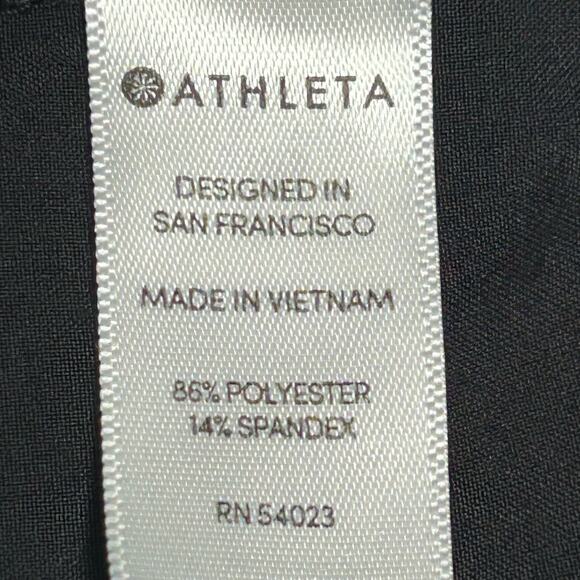 ATHLETA
DESIGNED IN
SAN FRANCISCO
MADE IN VIETNAM
86% POLYESTER
14% SPANDEX
RN 54023